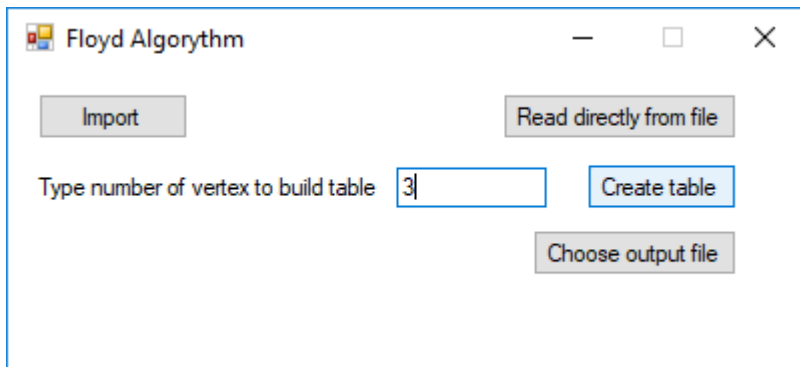 Floyd Algorythm
Import
Read directly from file
Type number of vertex to build table 3
Create table
Choose output file